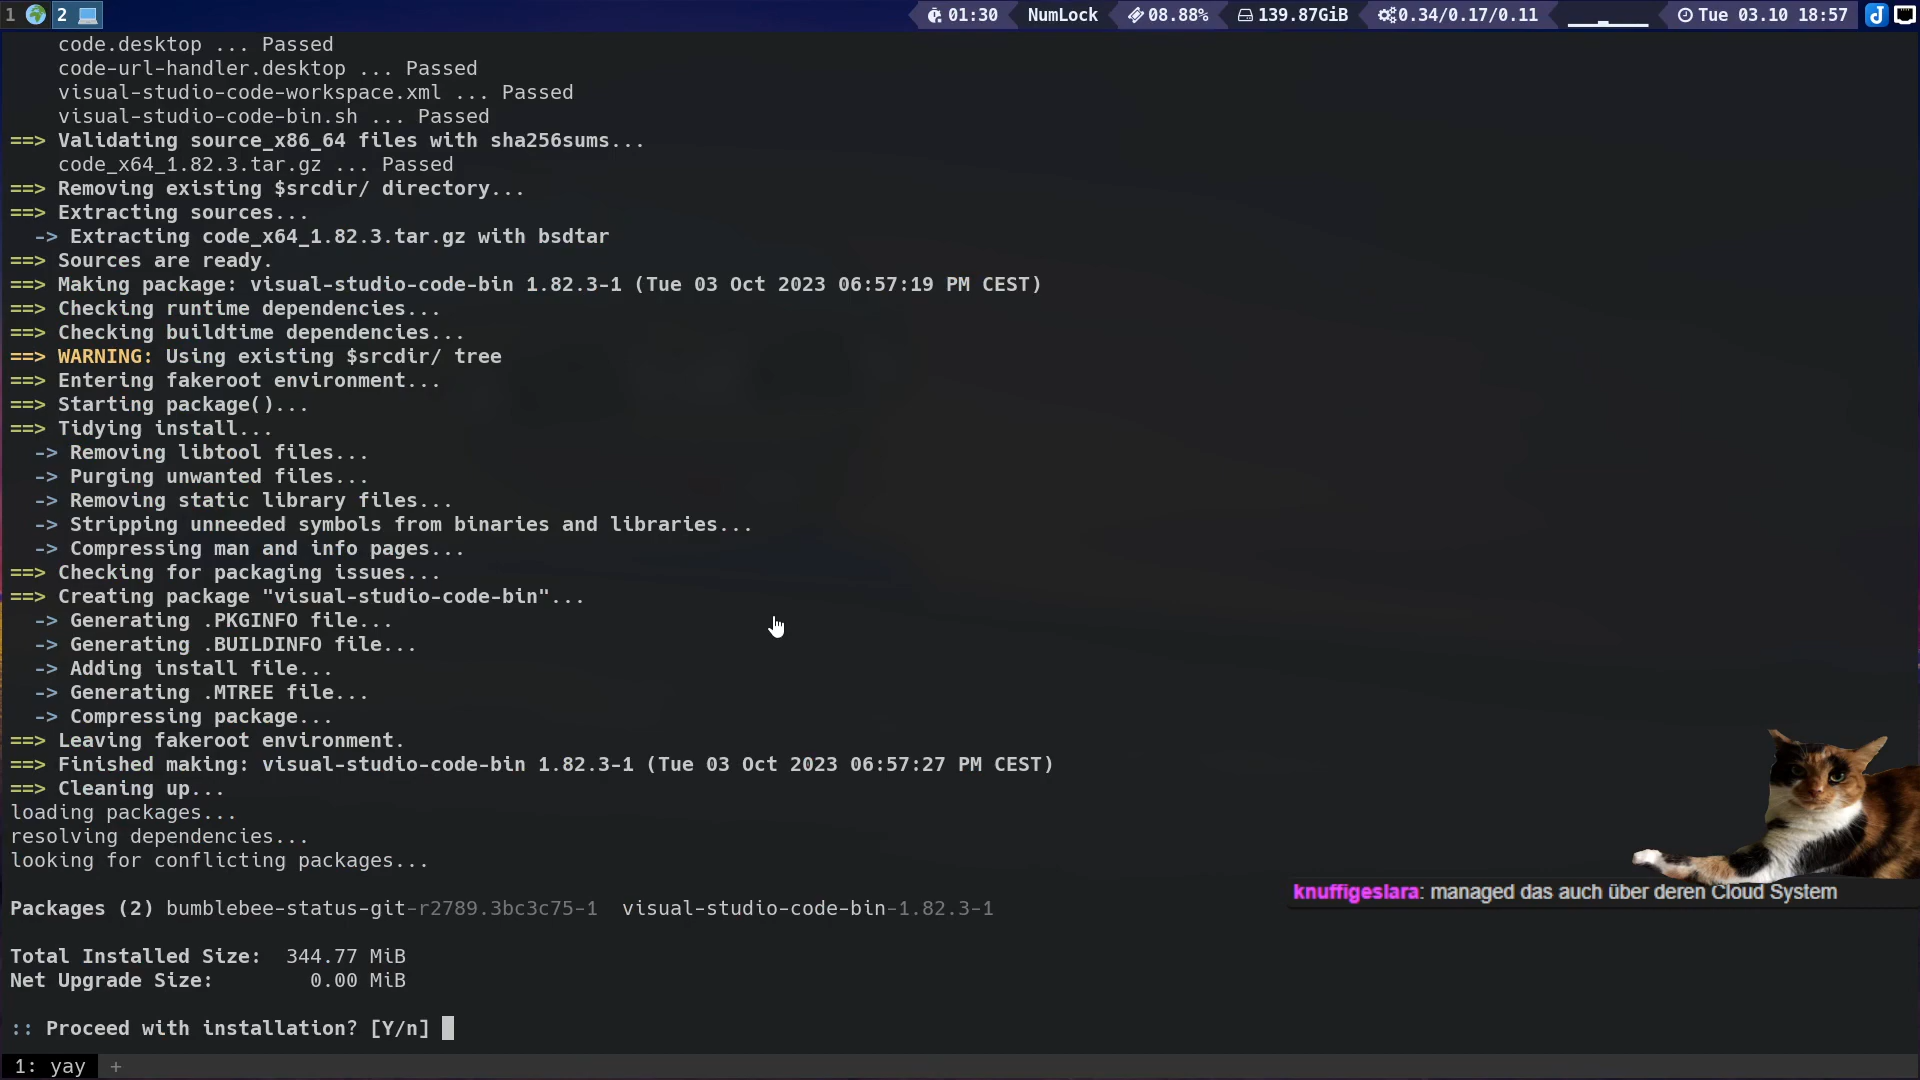 1 2 01:30 NumLock 08.88% 139.87GiB 0.34/0.17/0.11 Tue 03.10 18:57
code.desktop ... Passed
code-url-handler.desktop ... Passed
visual-studio-code-workspace.xml ... Passed
visual-studio-code-bin.sh ... Passed
==> Validating source_x86_64 files with sha256sums...
code_x64_1.82.3.tar.gz ... Passed
==> Removing existing $srcdir/ directory...
==> Extracting sources...
-> Extracting code_x64_1.82.3.tar.gz with bsdtar
==> Sources are ready.
==> Making package: visual-studio-code-bin 1.82.3-1 (Tue 03 Oct 2023 06:57:19 PM CEST)
==> Checking runtime dependencies...
==> Checking buildtime dependencies...
==> WARNING: Using existing $srcdir/ tree
==> Entering fakeroot environment...
==> Starting package()...
==> Tidying install...
-> Removing libtool files...
-> Purging unwanted files...
-> Removing static library files...
-> Stripping unneeded symbols from binaries and libraries...
-> Compressing man and info pages...
==> Checking for packaging issues...
==> Creating package "visual-studio-code-bin"...
-> Generating .PKGINFO file...
-> Generating .BUILDINFO file...
-> Adding install file...
-> Generating .MTREE file...
-> Compressing package...
==> Leaving fakeroot environment.
==> Finished making: visual-studio-code-bin 1.82.3-1 (Tue 03 Oct 2023 06:57:27 PM CEST)
==> Cleaning up...
loading packages...
resolving dependencies...
looking for conflicting packages...
knuffigeslara: managed das auch über deren Cloud System
Packages (2) bumblebee-status-git-r2789.3bc3c75-1 visual-studio-code-bin-1.82.3-1
Total Installed Size: 344.77 MiB
Net Upgrade Size: 0.00 MiB
:: Proceed with installation? [Y/n]
1: yay +